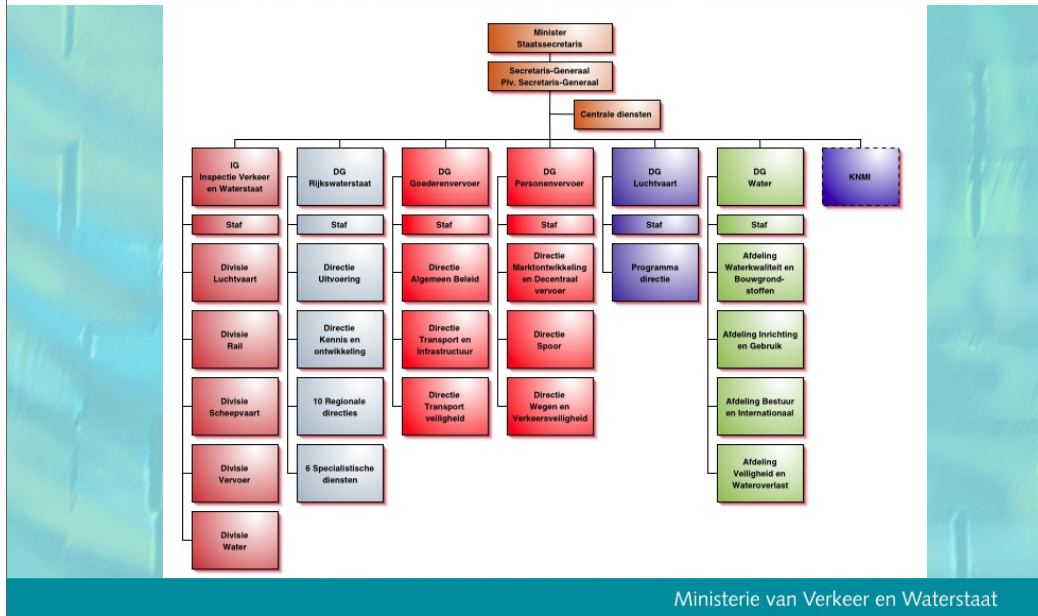 Minister
Staatssecretaris
Secretaris-Generaal
Plv. Secretaris-Generaal
Centrale diensten
IG
Inspectie Verkeer
en Waterstaat
Staf
Divisie
Luchtvaart
Divisie
Rail
Divisie
Scheepvaart
Divisie
Vervoer
Divisie
Water
DG
Rijkswaterstaat
Staf
Directie
Uitvoering
Directie
Kennis en
ontwikkeling
10 Regionale
directies
6 Specialistische
diensten
DG
Goederenvervoer
Staf
Directie
Algemeen Beleid
Directie
Transport en
Infrastructuur
Directie
Transport
veiligheid
DG
Personenvervoer
Staf
Directie
Marktontwikkeling
en Decentraal
vervoer
Directie
Spoor
Directie
Wegen en
Verkeersveiligheid
DG
Luchtvaart
Staf
Programma
directie
DG
Water
Staf
Afdeling
Waterkwaliteit en
Bouwgrond-
stoffen
Afdeling Inrichting
en Gebruik
Afdeling Bestuur
en Internationaal
Afdeling
Veiligheid en
Wateroverlast
KNMI
Ministerie van Verkeer en Waterstaat